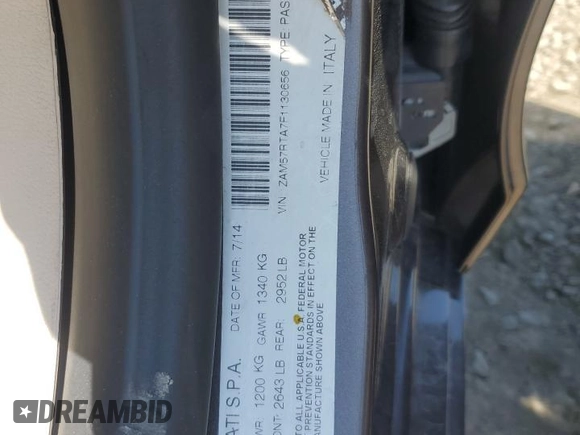 ATI S.P.A. DATE OF MFR: 7/14
WR: 1200 KG GAWR 1340 KG
ONT: 2643 LB REAR: 2952 LB
VIN: ZAM57RTA7F1130656 TYPE PAS
TO ALL APPLICABLE U.S.A. FEDERAL MOTOR
PREVENTION STANDARDS IN EFFECT ON THE
MANUFACTURE SHOWN ABOVE.
VEHICLE MADE IN ITALY
DREAMBID